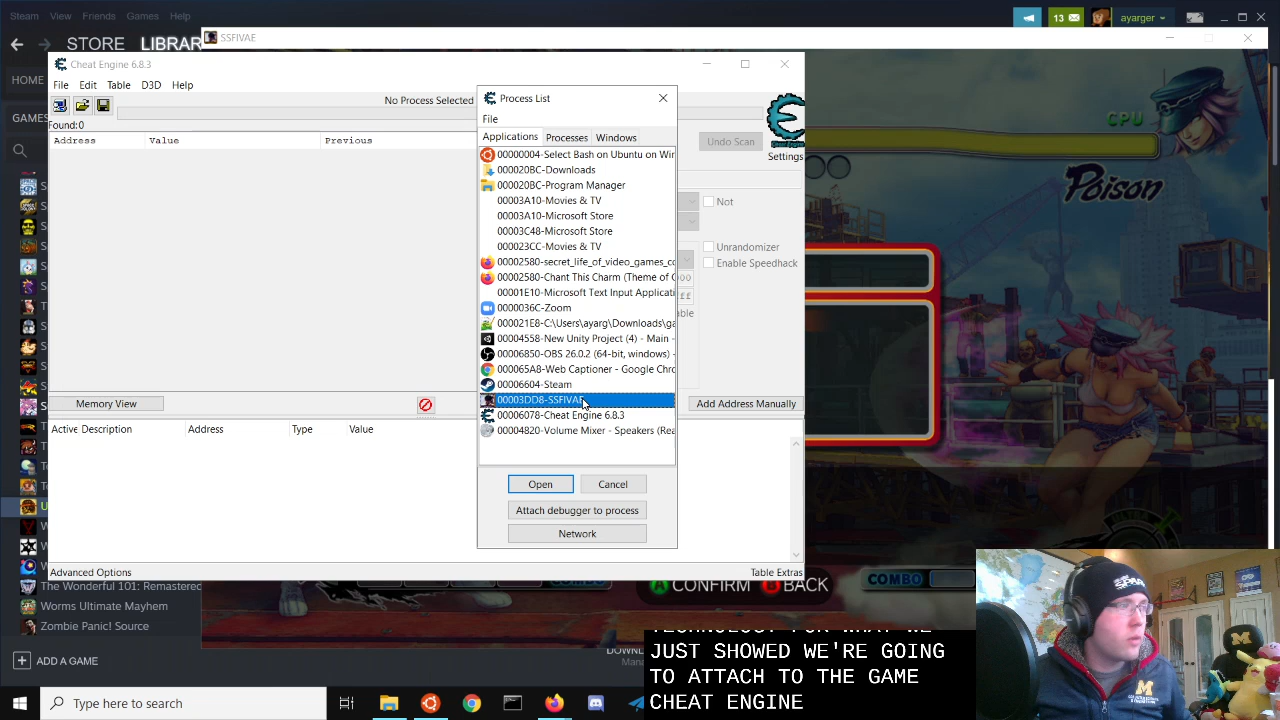 Steam View Friends Games Help
13 ayarger
STORE LIBRAR
SSFIVAE
Cheat Engine 6.8.3
File Edit Table D3D Help
No Process Selected
Found:0
Address Value Previous
HOME
GAMES
Process List
File
Applications Processes Windows
00000004-Select Bash on Ubuntu on Wir
000020BC-Downloads
000020BC-Program Manager
00003A10-Movies & TV
00003A10-Microsoft Store
00003C48-Microsoft Store
000023CC-Movies & TV
00002580-secret_life_of_video_games_cc
00002580-Chant This Charm (Theme of
00001E10-Microsoft Text Input Applicati
0000036C-Zoom
000021E8-C:\Users\ayarg\Downloads\ga
00004558-New Unity Project (4) - Main -
00006850-OBS 26.0.2 (64-bit, windows) -
000065A8-Web Captioner - Google Chro
00006604-Steam
00003DD8-SSFIVAE
00006078-Cheat Engine 6.8.3
00004820-Volume Mixer - Speakers (Rea
Open Cancel
Attach debugger to process
Network
Undo Scan
Settings
Not
Unrandomizer
Enable Speedhack
Memory View
Add Address Manually
Active Description Address Type Value
Advanced Options Table Extras
CPU
Poison
The Wonderful 101: Remastered
Worms Ultimate Mayhem
Zombie Panic! Source
ADD A GAME
COMBO
A CONFIRM B BACK
COMBO
JUST SHOWED WE'RE GOING
TO ATTACH TO THE GAME
CHEAT ENGINE
Type here to search